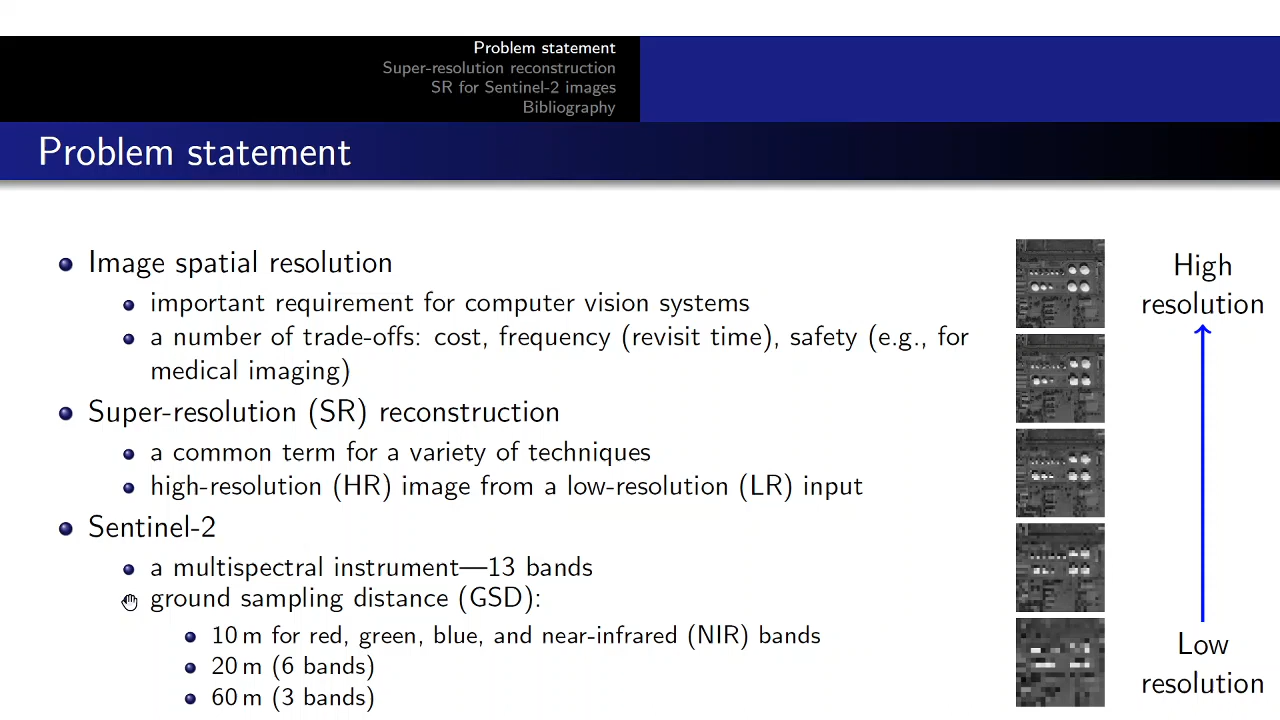 Problem statement
Super-resolution reconstruction
SR for Sentinel-2 images
Bibliography
Problem statement
Image spatial resolution
important requirement for computer vision systems
a number of trade-offs: cost, frequency (revisit time), safety (e.g., for
medical imaging)
Super-resolution (SR) reconstruction
a common term for a variety of techniques
high-resolution (HR) image from a low-resolution (LR) input
Sentinel-2
a multispectral instrument—13 bands
ground sampling distance (GSD):
10 m for red, green, blue, and near-infrared (NIR) bands
20 m (6 bands)
60 m (3 bands)
High
resolution
Low
resolution